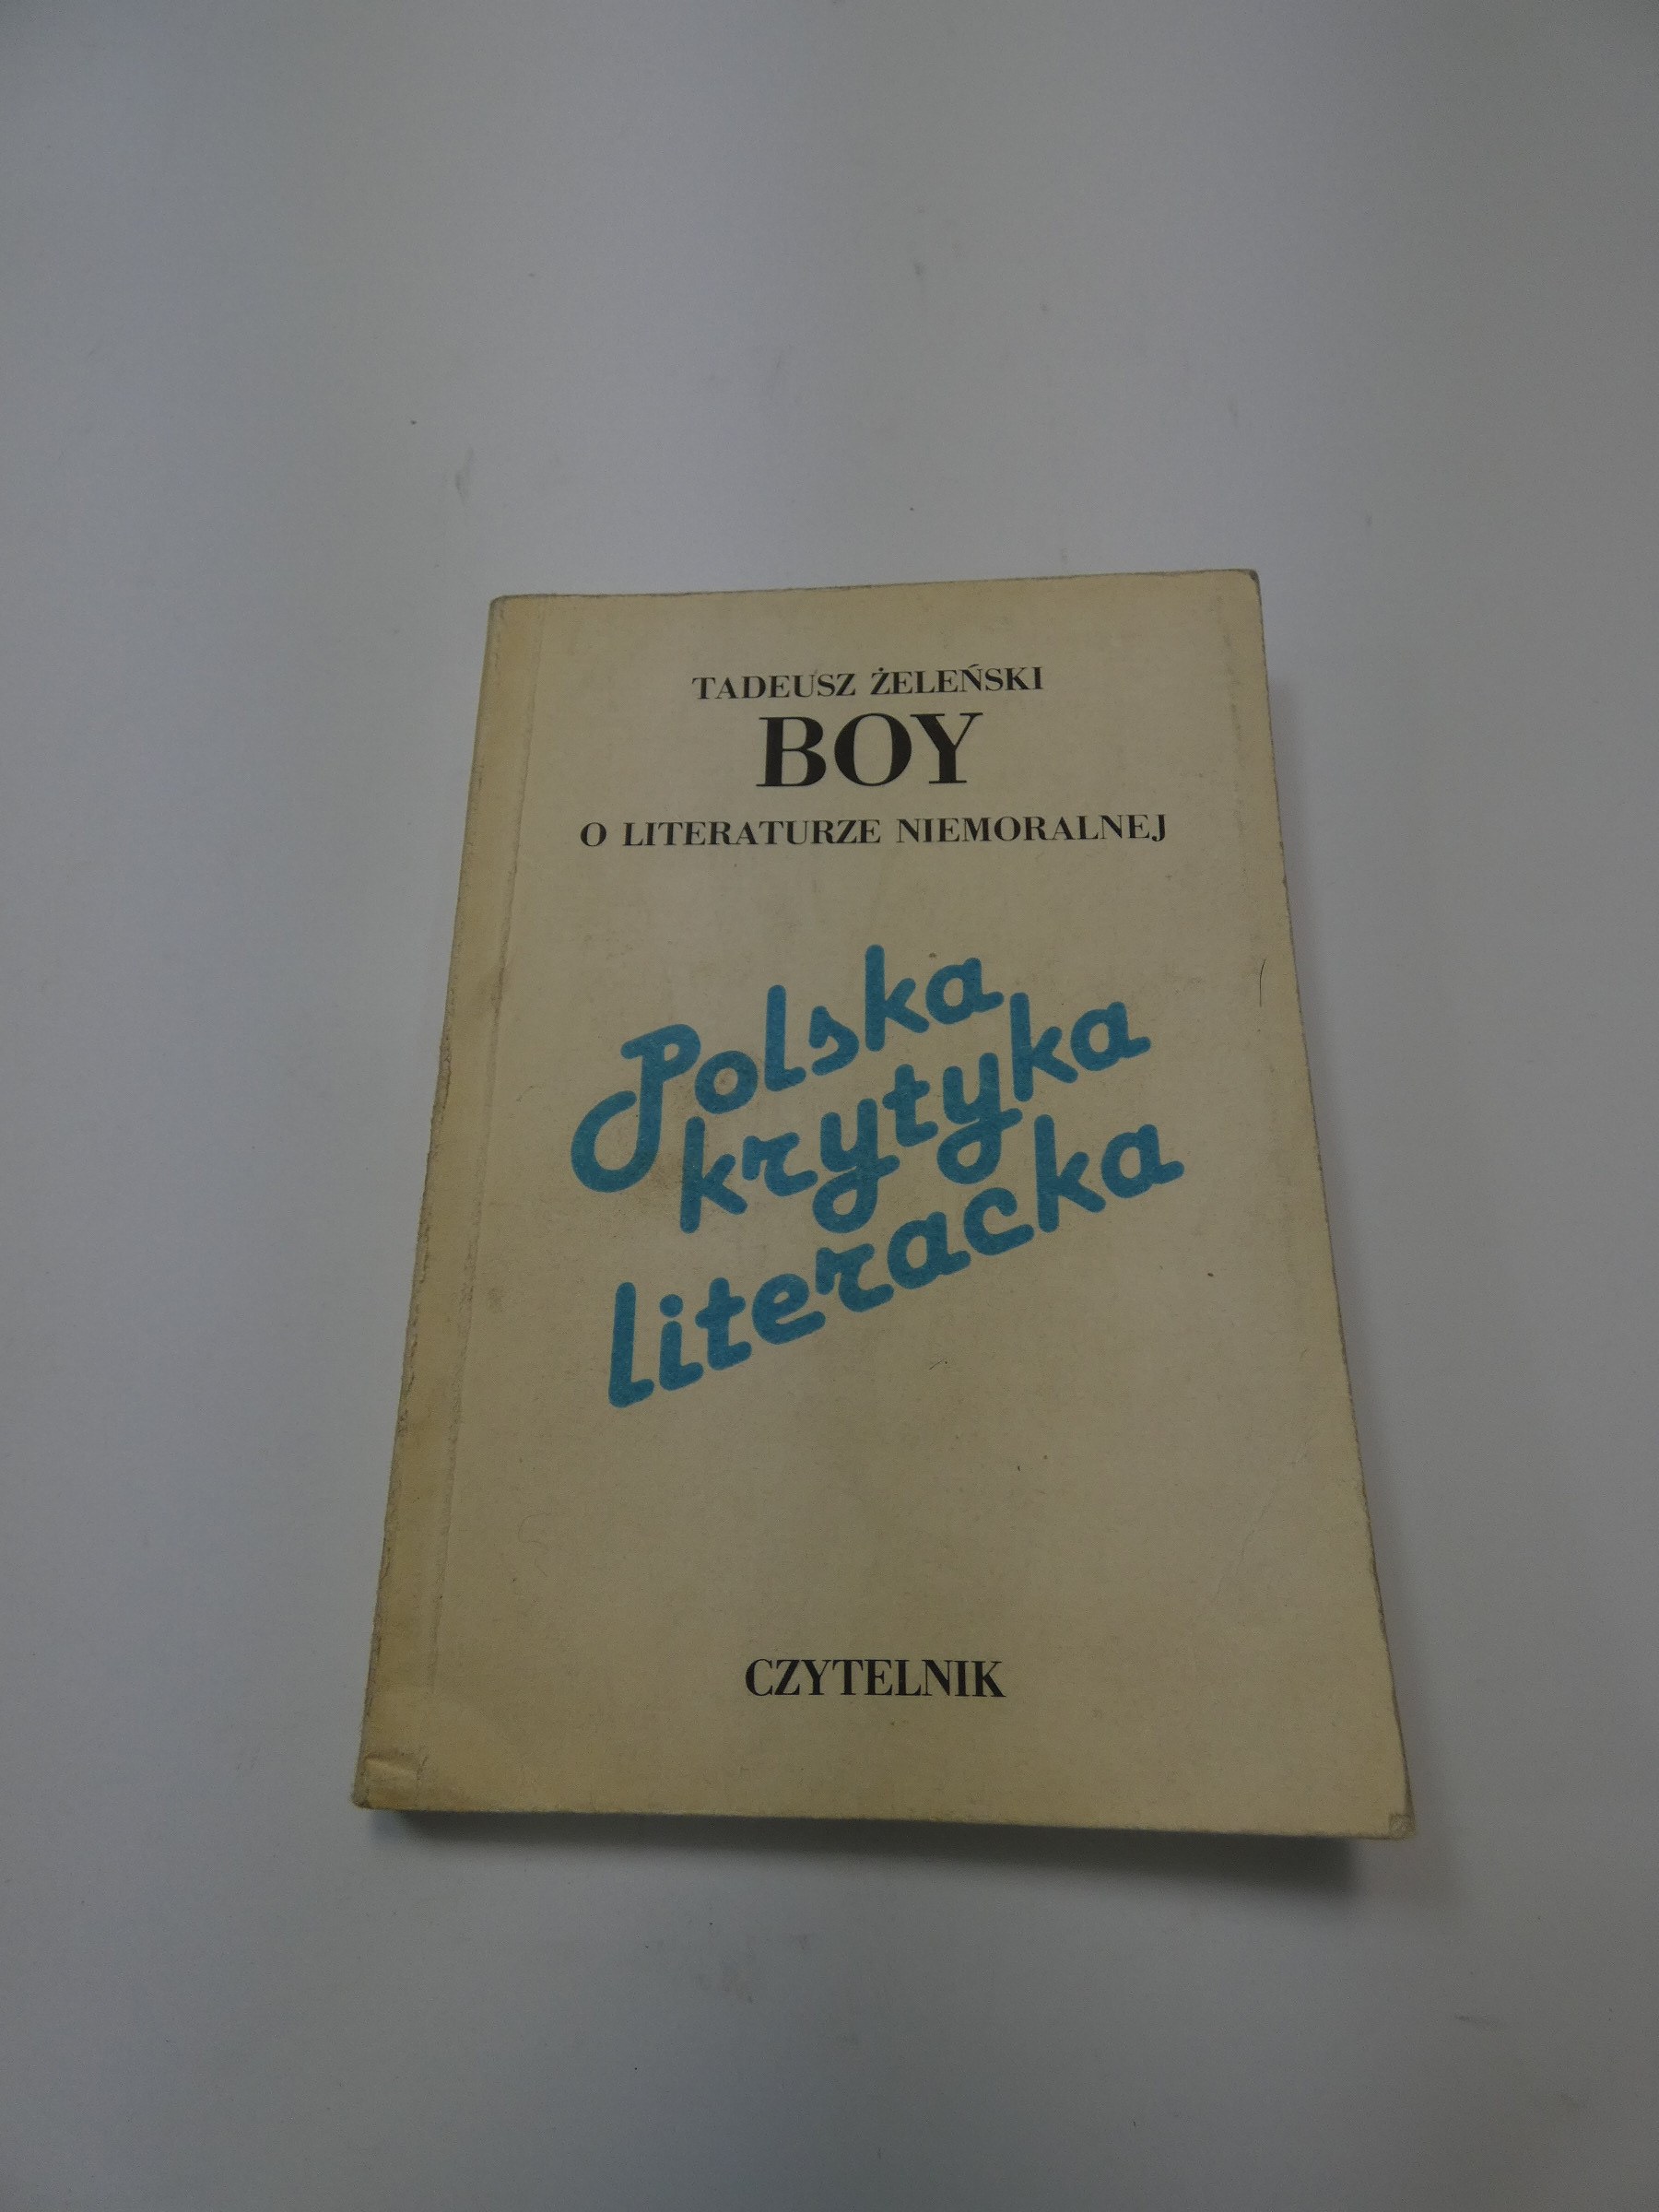 TADEUSZ ŻELEŃSKI
BOY
O LITERATURZE NIEMORALNEJ
Polska
krytyka
literacka
CZYTELNIK